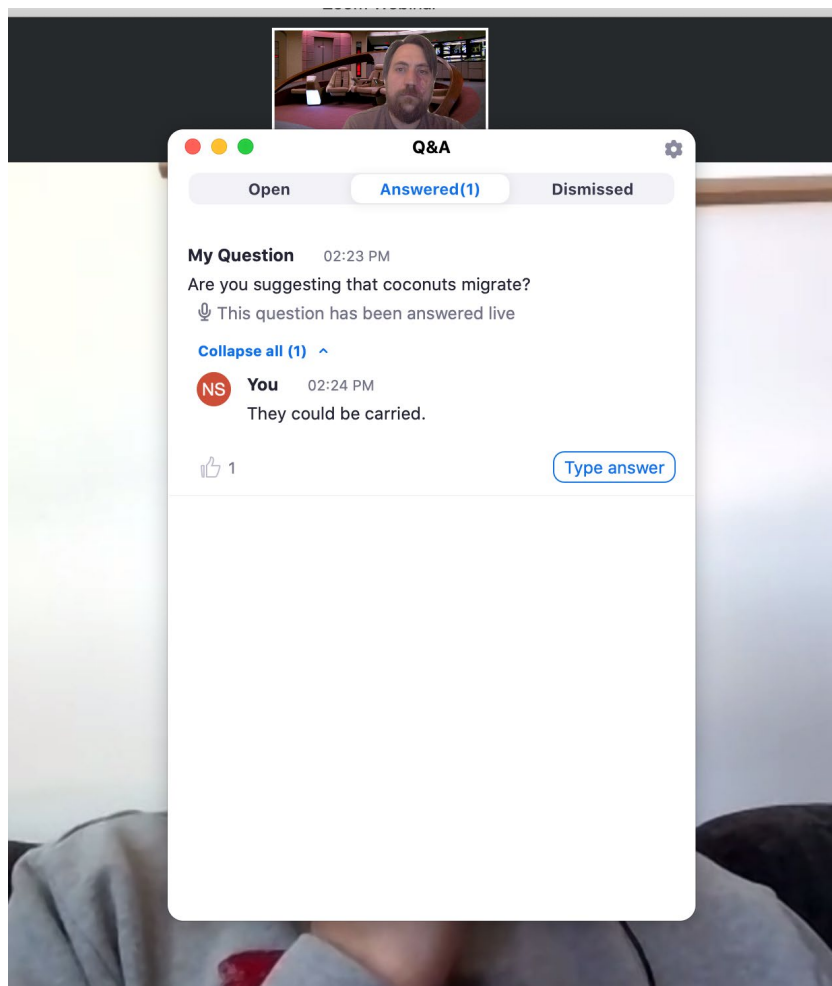 Q&A
Open Answered(1) Dismissed
My Question 02:23 PM
Are you suggesting that coconuts migrate?
This question has been answered live
Collapse all (1)
NS You 02:24 PM
They could be carried.
1 Type answer